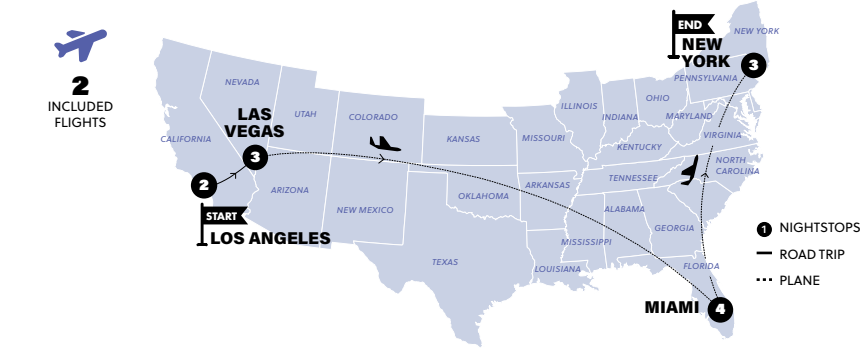 2
INCLUDED
FLIGHTS
END
NEW
YORK
3
NEW YORK
PENNSYLVANIA
NEVADA
UTAH
COLORADO
CALIFORNIA
LAS
VEGAS
3
2
START
LOS ANGELES
ARIZONA
NEW MEXICO
KANSAS
OKLAHOMA
TEXAS
MISSOURI
ARKANSAS
LOUISIANA
ILLINOIS
INDIANA
OHIO
MARYLAND
VIRGINIA
KENTUCKY
TENNESSEE
NORTH
CAROLINA
ALABAMA
MISSISSIPPI
GEORGIA
FLORIDA
MIAMI
4
1 NIGHTSTOPS
ROAD TRIP
PLANE